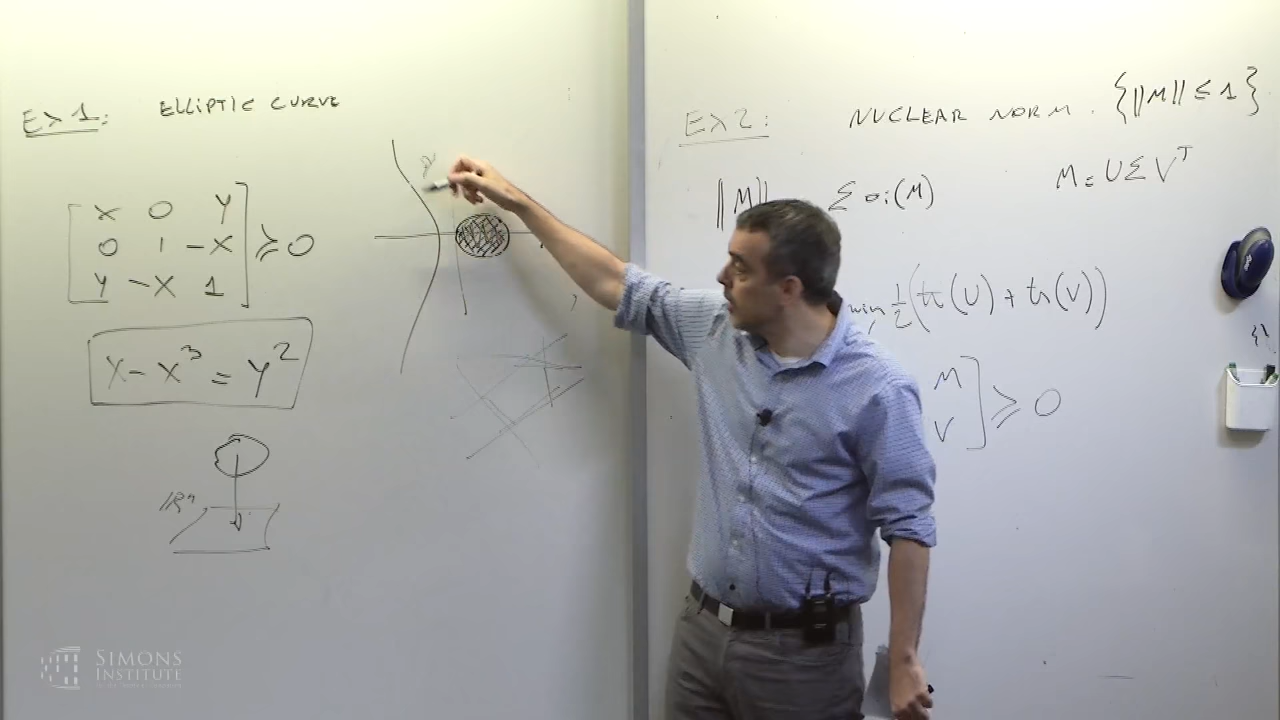 Ex 1: ELLIPTIC CURVE
X 0 Y
0 1 -X ≽ 0
Y -X 1
X - X³ = Y²
ℝⁿ
Ex 2: NUCLEAR NORM. {‖M‖ ≤ 1}
‖M‖ Σ σi(M)
M = U Σ Vᵀ
min ½ (tr(U) + tr(V))
M
V ≽ 0
SIMONS
INSTITUTE